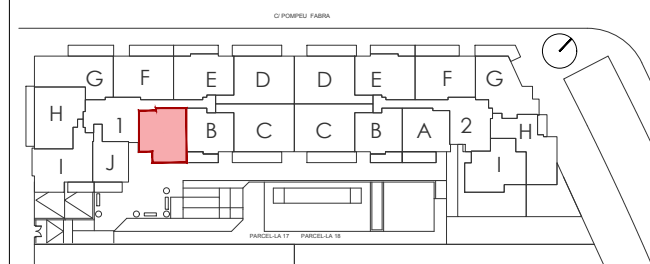 C/ POMPEU FABRA
G F E D D E F G
H 1 B C C B A 2 H
I J I
PARCEL·LA 17 PARCEL·LA 18